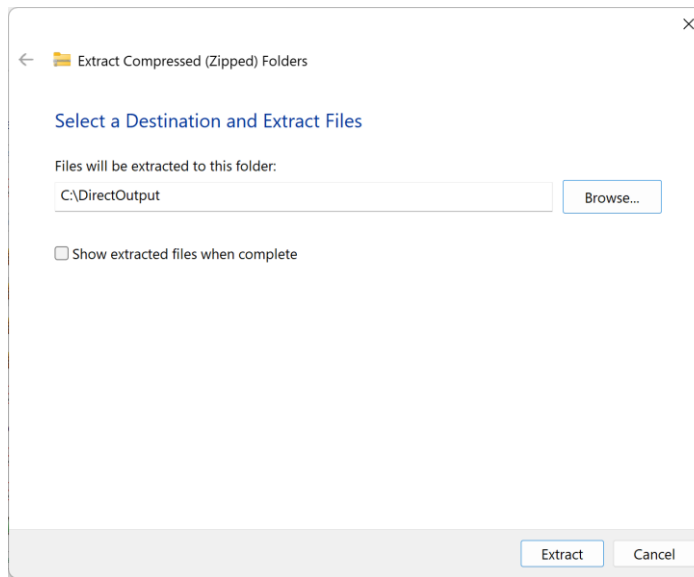 Extract Compressed (Zipped) Folders
Select a Destination and Extract Files
Files will be extracted to this folder:
C:\DirectOutput
Browse...
Show extracted files when complete
Extract
Cancel